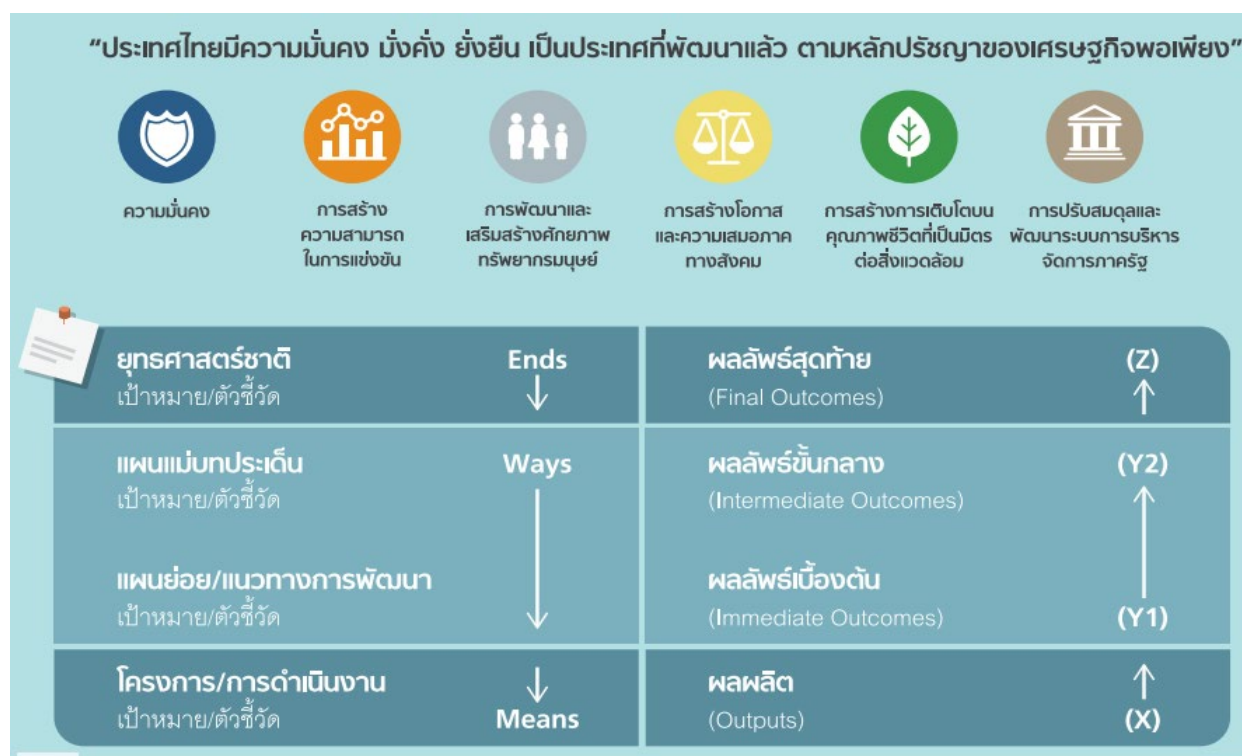 “ประเทศไทยมีความมั่นคง มั่งคั่ง ยั่งยืน เป็นประเทศที่พัฒนาแล้ว ตามหลักปรัชญาของเศรษฐกิจพอเพียง”
ความมั่นคง
การสร้าง
ความสามารถ
ในการแข่งขัน
การพัฒนาและ
เสริมสร้างศักยภาพ
ทรัพยากรมนุษย์
การสร้างโอกาส
และความเสมอภาค
ทางสังคม
การสร้างการเติบโตบน
คุณภาพชีวิตที่เป็นมิตร
ต่อสิ่งแวดล้อม
การปรับสมดุลและ
พัฒนาระบบการบริหาร
จัดการภาครัฐ
ยุทธศาสตร์ชาติ Ends
เป้าหมาย/ตัวชี้วัด
ผลลัพธ์สุดท้าย (Z)
(Final Outcomes)
แผนแม่บทประเด็น Ways
เป้าหมาย/ตัวชี้วัด
ผลลัพธ์ขั้นกลาง (Y2)
(Intermediate Outcomes)
แผนย่อย/แนวทางการพัฒนา
เป้าหมาย/ตัวชี้วัด
ผลลัพธ์เบื้องต้น
(Immediate Outcomes) (Y1)
โครงการ/การดำเนินงาน
เป้าหมาย/ตัวชี้วัด Means
ผลผลิต
(Outputs) (X)